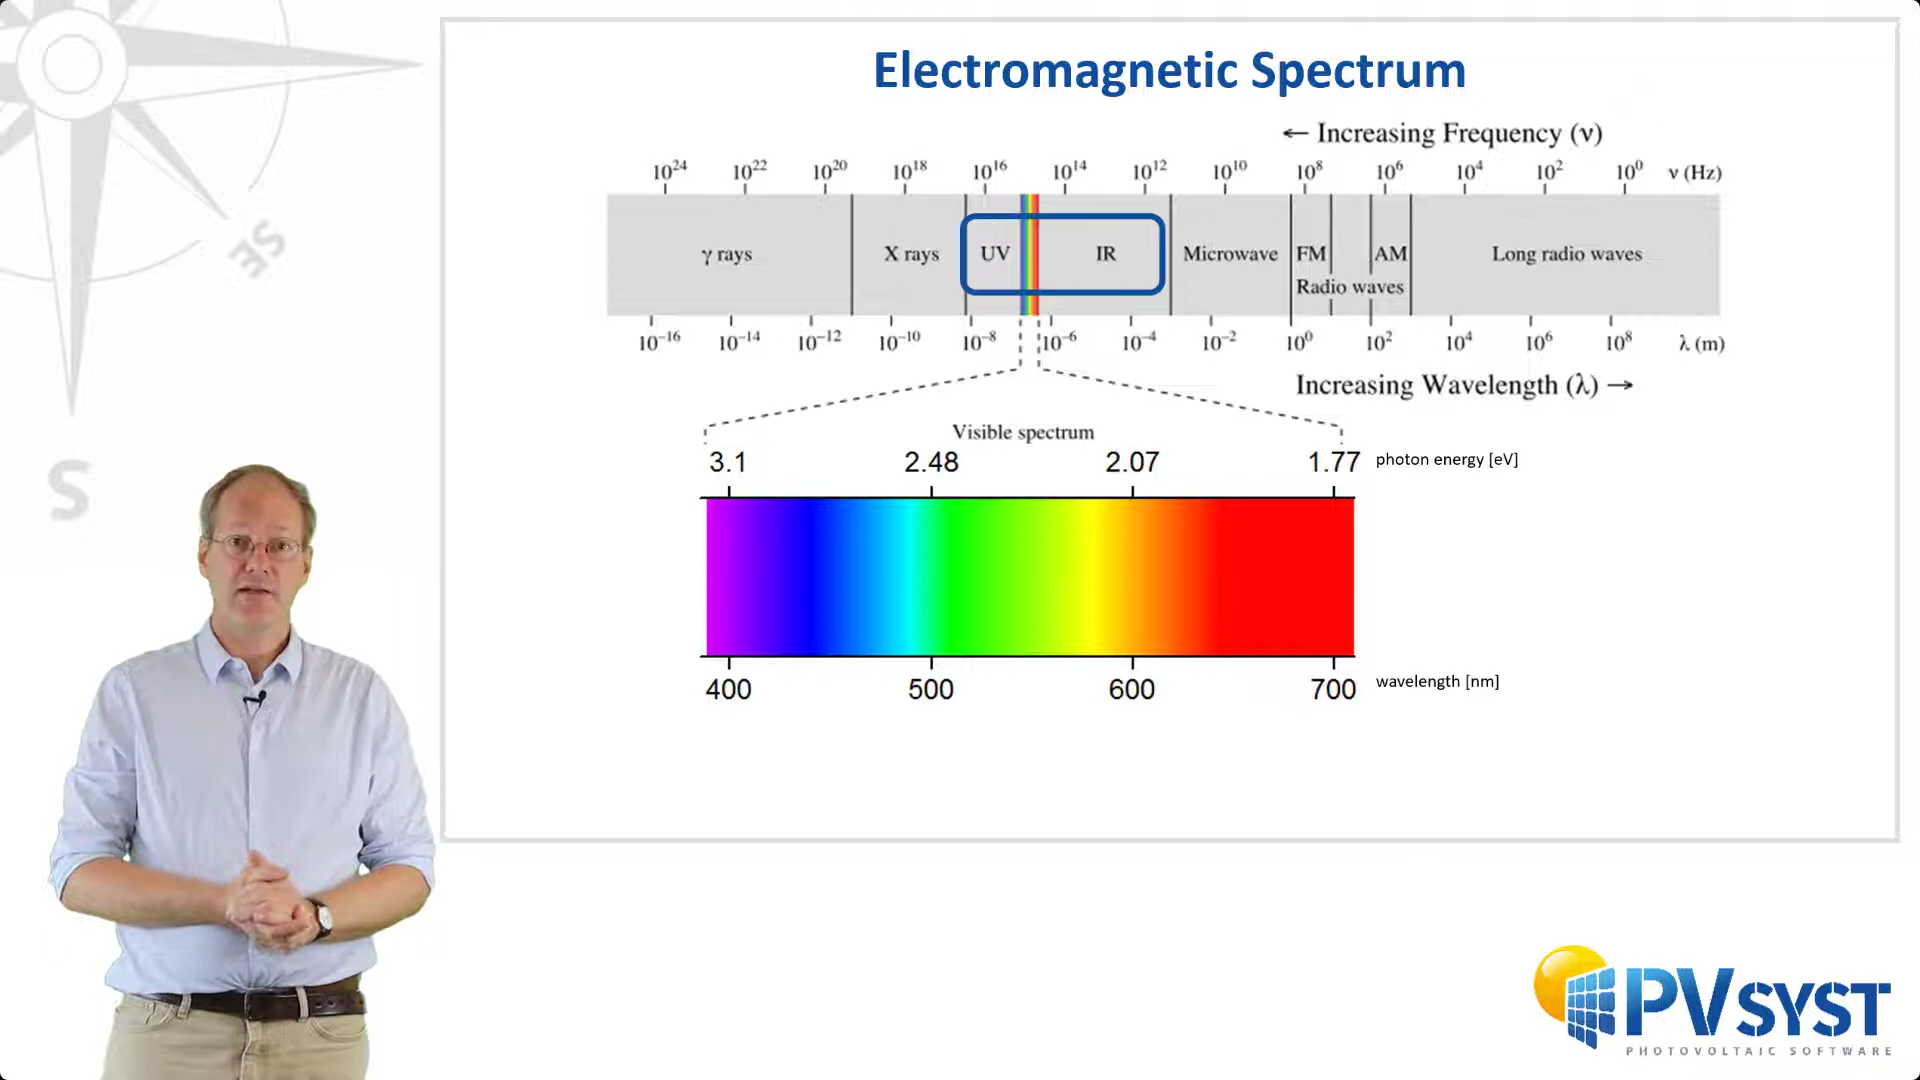 Electromagnetic Spectrum
← Increasing Frequency (ν)
10²⁴ 10²² 10²⁰ 10¹⁸ 10¹⁶ 10¹⁴ 10¹² 10¹⁰ 10⁸ 10⁶ 10⁴ 10² 10⁰ ν (Hz)
γ rays X rays UV IR Microwave FM AM Long radio waves
Radio waves
10⁻¹⁶ 10⁻¹⁴ 10⁻¹² 10⁻¹⁰ 10⁻⁸ 10⁻⁶ 10⁻⁴ 10⁻² 10⁰ 10² 10⁴ 10⁶ 10⁸ λ (m)
Increasing Wavelength (λ) →
Visible spectrum
3.1 2.48 2.07 1.77 photon energy [eV]
400 500 600 700 wavelength [nm]
SE
S
PVSYST
PHOTOVOLTAIC SOFTWARE